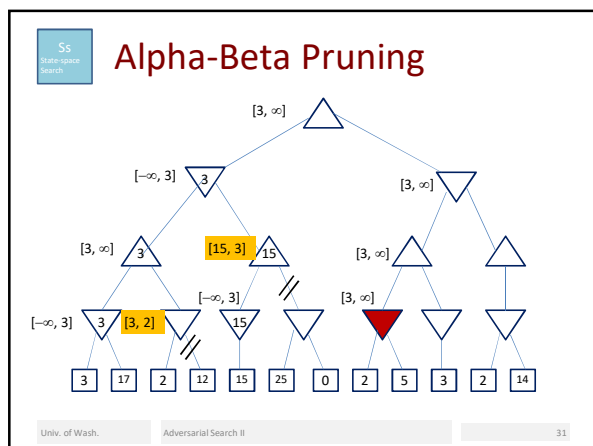 Ss
State-space
Search
Alpha-Beta Pruning
[3, ∞]
[−∞, 3]
3
[3, ∞]
[3, ∞]
3
[15, 3]
15
[3, ∞]
[−∞, 3]
3
[3, 2]
[−∞, 3]
15
[3, ∞]
3 17 2 12 15 25 0 2 5 3 2 14
Univ. of Wash. Adversarial Search II 31